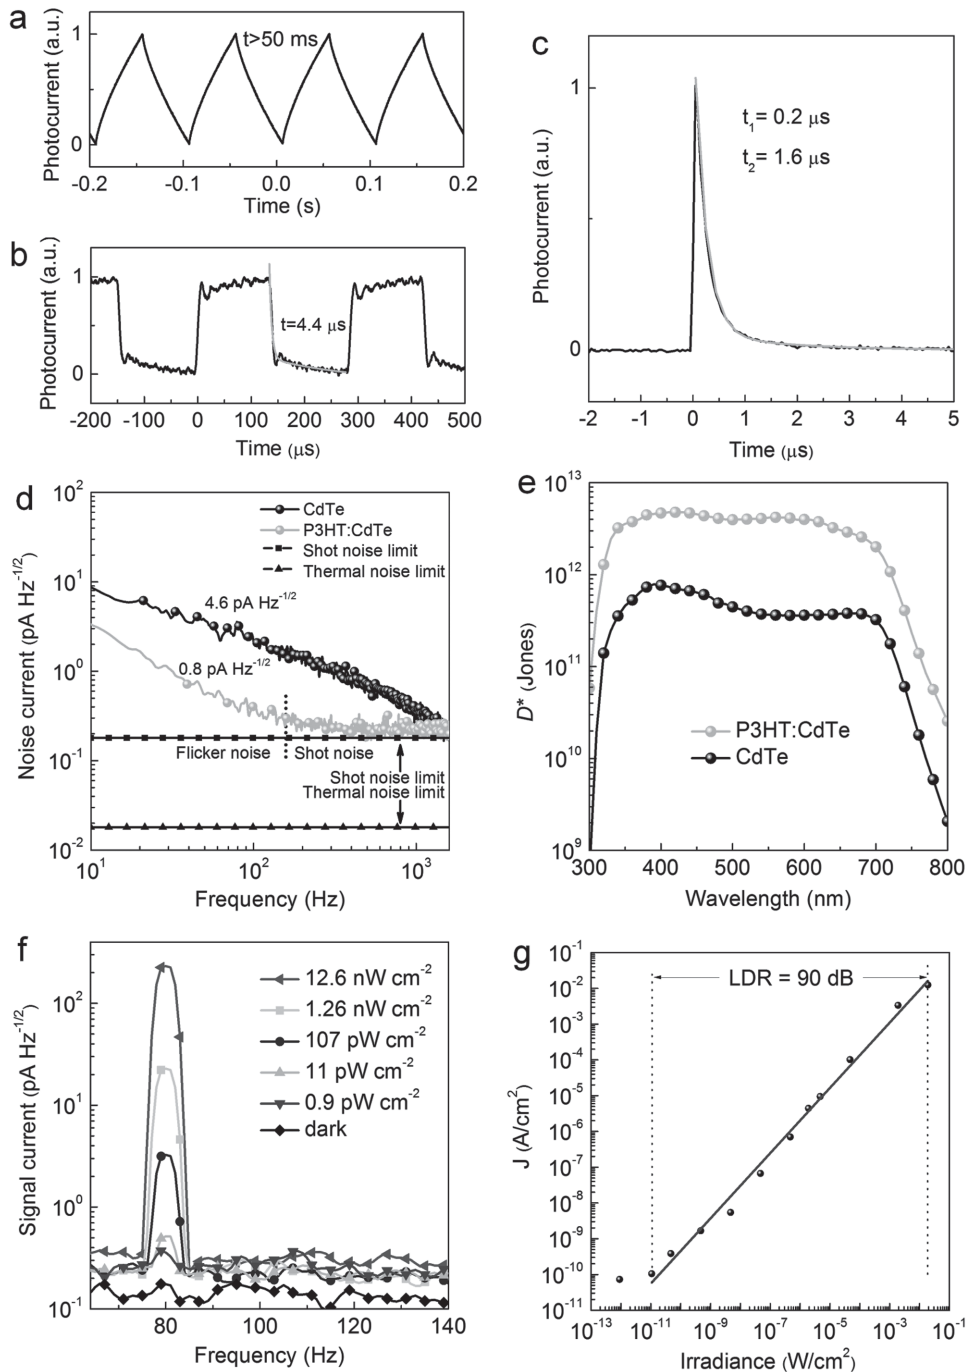 a
Photocurrent (a.u.)
1
0
t>50 ms
-0.2 -0.1 0.0 0.1 0.2
Time (s)
b
Photocurrent (a.u.)
1
0
t=4.4 μs
-200 -100 0 100 200 300 400 500
Time (μs)
c
Photocurrent (a.u.)
1
0
t1= 0.2 μs
t2= 1.6 μs
-2 -1 0 1 2 3 4 5
Time (μs)
d
Noise current (pA Hz-1/2)
10^2
10^1
10^0
10^-1
10^-2
CdTe
P3HT:CdTe
Shot noise limit
Thermal noise limit
4.6 pA Hz-1/2
0.8 pA Hz-1/2
Flicker noise
Shot noise
Shot noise limit
Thermal noise limit
10^1 10^2 10^3
Frequency (Hz)
e
D* (Jones)
10^13
10^12
10^11
10^10
10^9
P3HT:CdTe
CdTe
300 400 500 600 700 800
Wavelength (nm)
f
Signal current (pA Hz-1/2)
10^2
10^1
10^0
10^-1
12.6 nW cm-2
1.26 nW cm-2
107 pW cm-2
11 pW cm-2
0.9 pW cm-2
dark
80 100 120 140
Frequency (Hz)
g
J (A/cm2)
10^-1
10^-2
10^-3
10^-4
10^-5
10^-6
10^-7
10^-8
10^-9
10^-10
10^-11
LDR = 90 dB
10^-13 10^-11 10^-9 10^-7 10^-5 10^-3 10^-1
Irradiance (W/cm2)